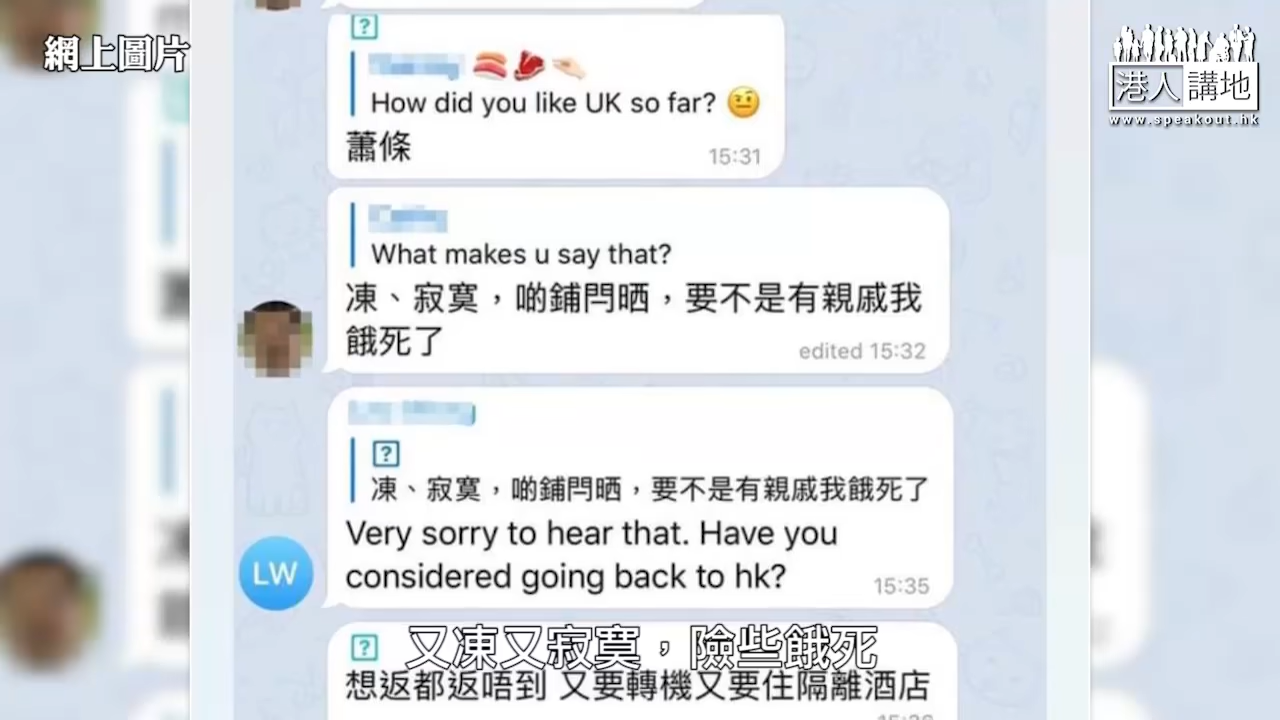 網上圖片
港人講地
www.speakout.hk
How did you like UK so far?
蕭條
15:31
What makes u say that?
凍、寂寞，啲鋪閂晒，要不是有親戚我
餓死了
edited 15:32
凍、寂寞，啲鋪閂晒，要不是有親戚我餓死了
Very sorry to hear that. Have you
considered going back to hk?
LW
15:35
又凍又寂寞，險些餓死
想返都返唔到 又要轉機又要住隔離酒店